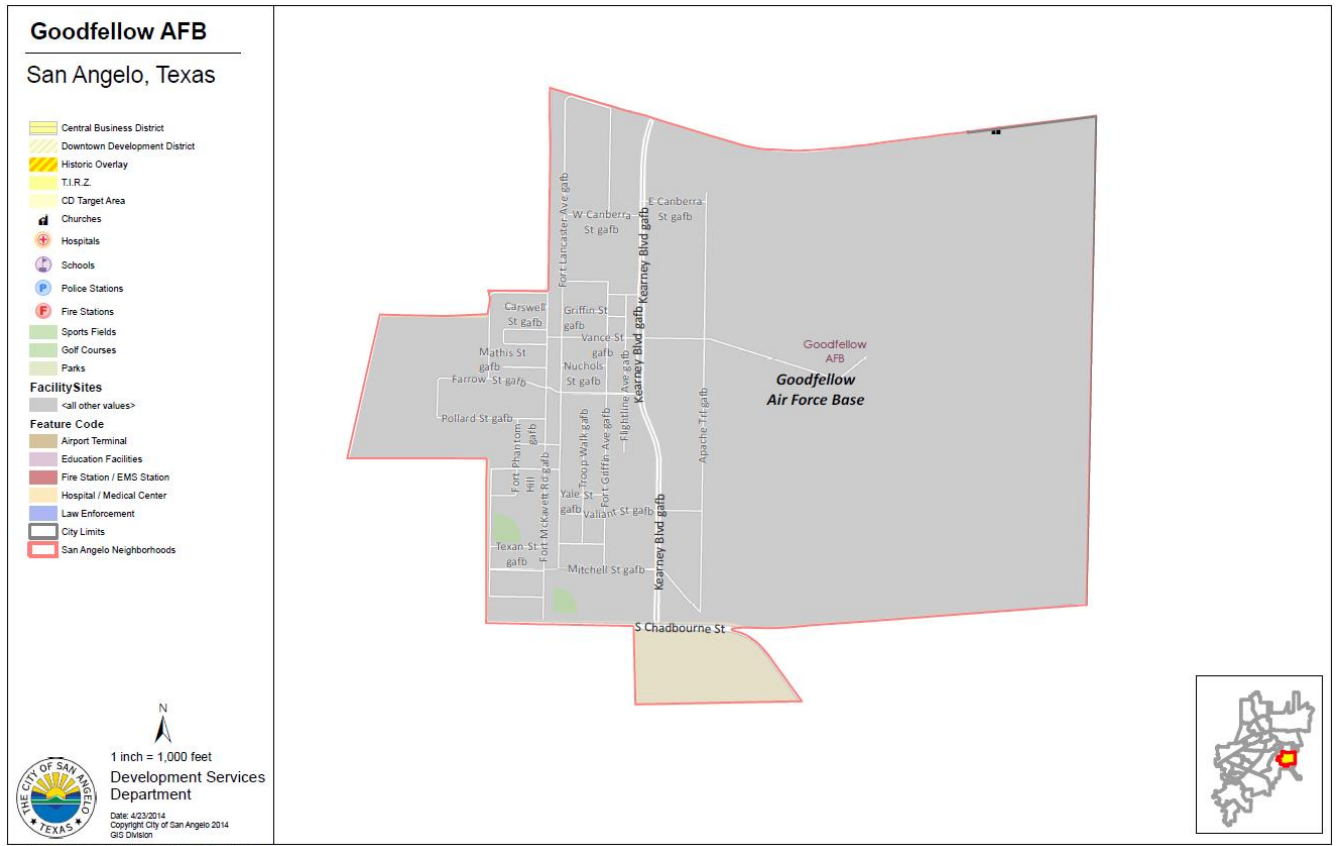 Goodfellow AFB
San Angelo, Texas
Central Business District
Downtown Development District
Historic Overlay
T.I.R.Z.
CD Target Area
Churches
Hospitals
Schools
P
Police Stations
F
Fire Stations
Sports Fields
Golf Courses
Parks
FacilitySites
<all other values>
Feature Code
Airport Terminal
Education Facilities
Fire Station / EMS Station
Hospital / Medical Center
Law Enforcement
City Limits
San Angelo Neighborhoods
N
1 inch = 1,000 feet
Development Services
Department
Date: 4/23/2014
Copyright City of San Angelo 2014
GIS Division
THE CITY OF SAN ANGELO
TEXAS
Fort Lancaster Ave gafb
W Canberra
St gafb
E Canberra
St gafb
Kearney Blvd gafb
Carswell
St gafb
Griffin St
gafb
Kearney Blvd gafb
Vance St
gafb
Mathis St
gafb
Nuchols
St gafb
Farrow St gafb
Flightline Ave gafb
Goodfellow
AFB
Goodfellow
Air Force Base
Pollard St gafb
Fort Phantom
Hill
gafb
Troop Walk gafb
Fort Griffin Ave gafb
Apache Trl gafb
Fort McKavett Rd gafb
Yale St
gafb
Valiant St gafb
Kearney Blvd gafb
Texan St
gafb
Mitchell St gafb
S Chadbourne St